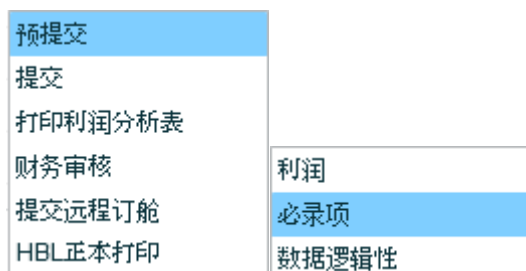 预提交
提交
打印利润分析表
财务审核
提交远程订舱
HBL正本打印
利润
必录项
数据逻辑性